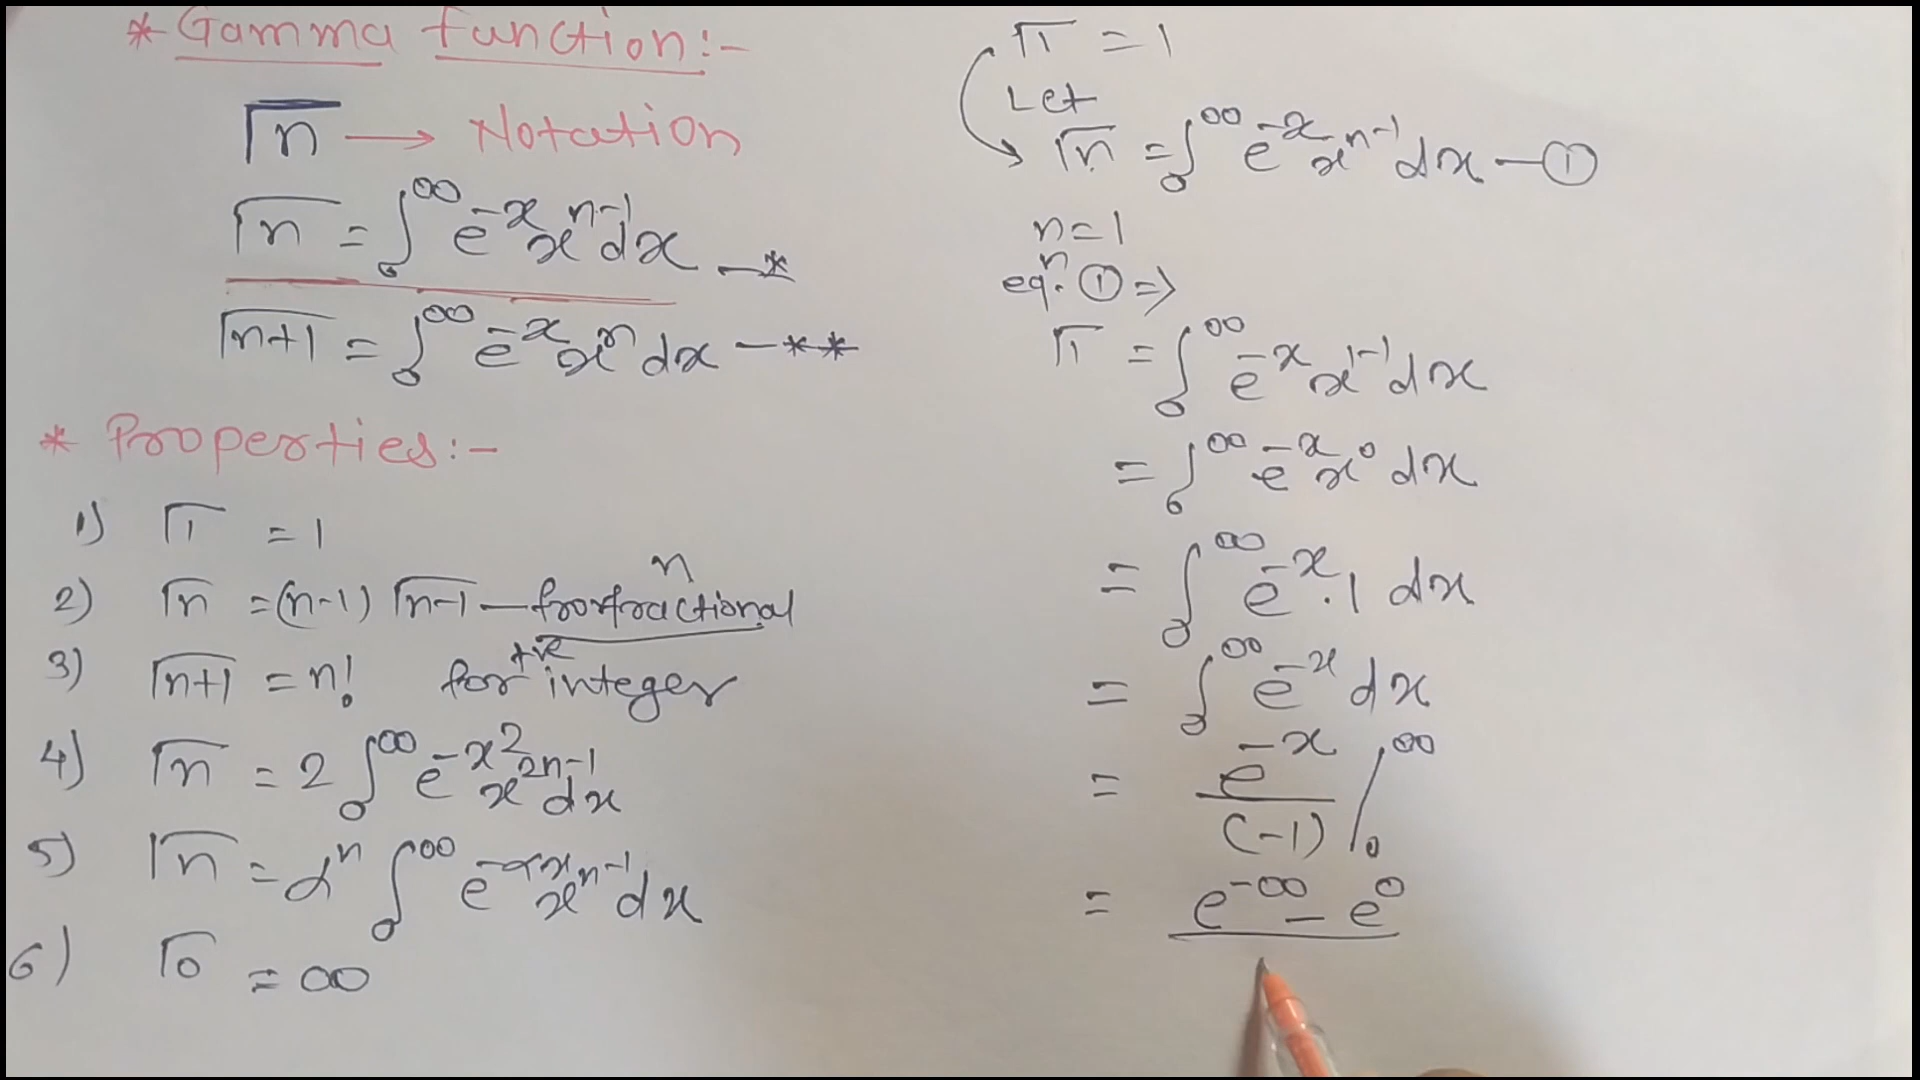 * Gamma function:-
Γn → Notation
Γn = ∫₀^∞ e^-x x^n-1 dx —*
Γn+1 = ∫₀^∞ e^-x x^n dx —**
* Properties:-
1) Γ1 = 1
2) Γn = (n-1) Γn-1 — for fractional n
3) Γn+1 = n! for +ve integer
4) Γn = 2 ∫₀^∞ e^-x² x^2n-1 dx
5) Γn = α^n ∫₀^∞ e^-αx x^n-1 dx
6) Γ0 = ∞
Γ1 = 1
Let
Γn = ∫₀^∞ e^-x x^n-1 dx — ①
n=1
eqⁿ. ① ⇒
Γ1 = ∫₀^∞ e^-x x^1-1 dx
= ∫₀^∞ e^-x x^0 dx
= ∫₀^∞ e^-x . 1 dx
= ∫₀^∞ e^-x dx
= e^-x / (-1) |₀^∞
= e^-∞ - e^0